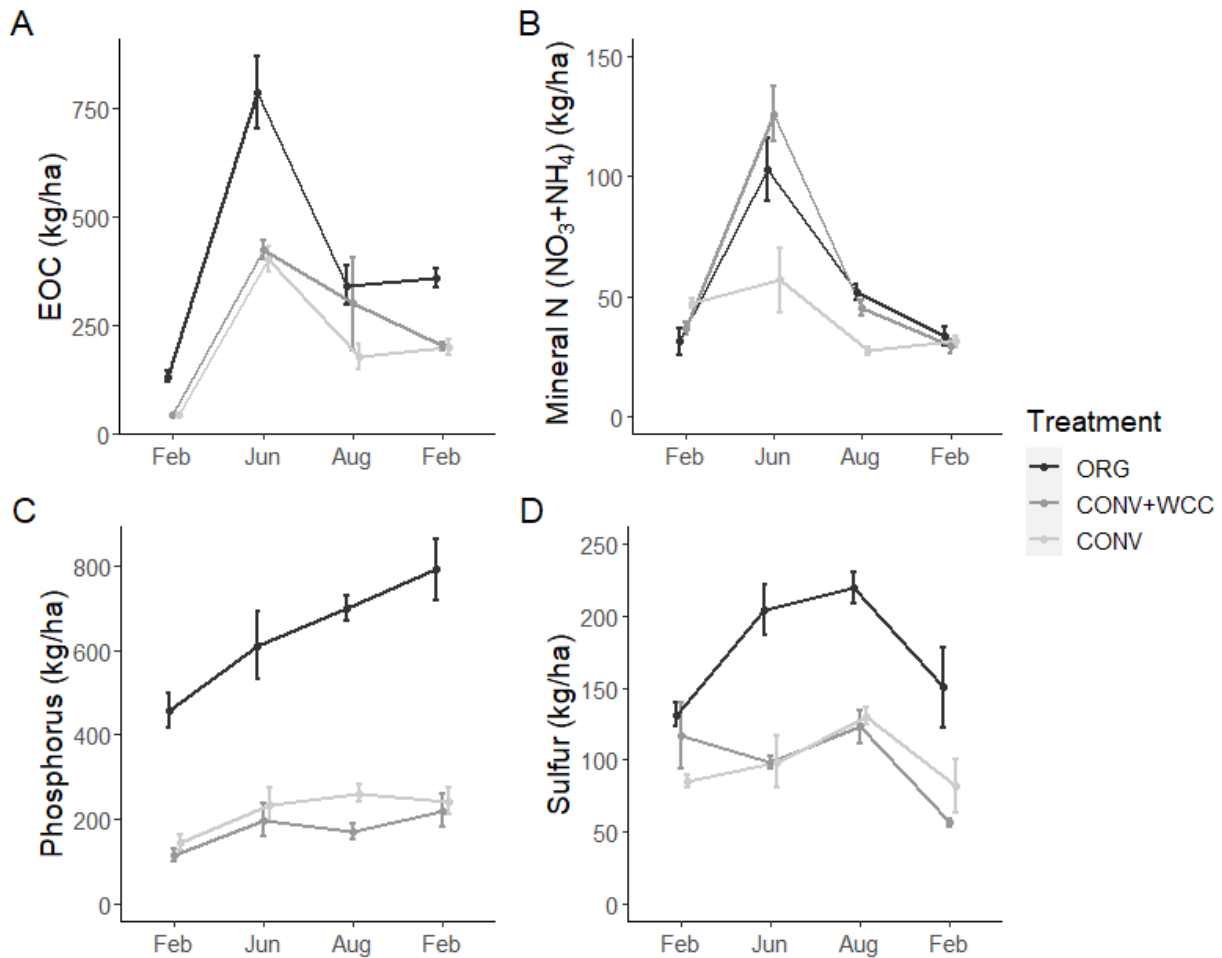 A
EOC (kg/ha)
750
500
250
0
Feb Jun Aug Feb
B
Mineral N (NO₃+NH₄) (kg/ha)
150
100
50
0
Feb Jun Aug Feb
C
Phosphorus (kg/ha)
800
600
400
200
0
Feb Jun Aug Feb
D
Sulfur (kg/ha)
250
200
150
100
50
0
Feb Jun Aug Feb
Treatment
ORG
CONV+WCC
CONV